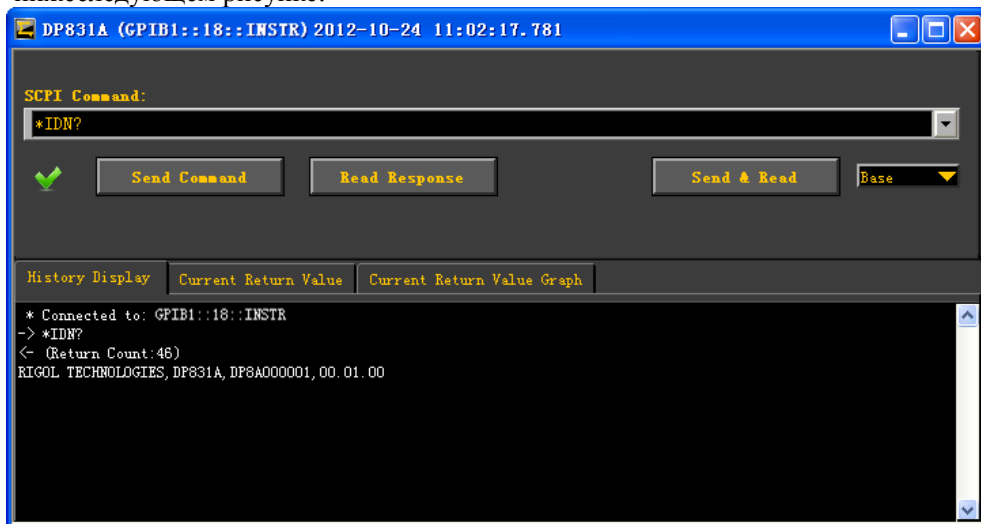 нижеследующем рисунке.
DP831A (GPIB1::18::INSTR) 2012-10-24 11:02:17.781
SCPI Command:
*IDN?
Send Command Read Response Send & Read Base
History Display Current Return Value Current Return Value Graph
* Connected to: GPIB1::18::INSTR
-> *IDN?
<- (Return Count:46)
RIGOL TECHNOLOGIES,DP831A,DP8A000001,00.01.00